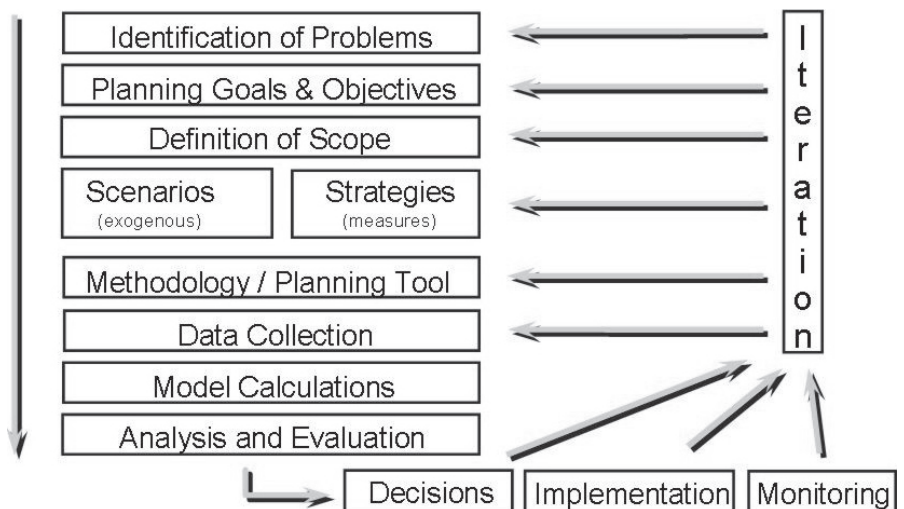 Identification of Problems
Planning Goals & Objectives
Definition of Scope
Scenarios
(exogenous)
Strategies
(measures)
Methodology / Planning Tool
Data Collection
Model Calculations
Analysis and Evaluation
Decisions
Implementation
Monitoring
Iteration